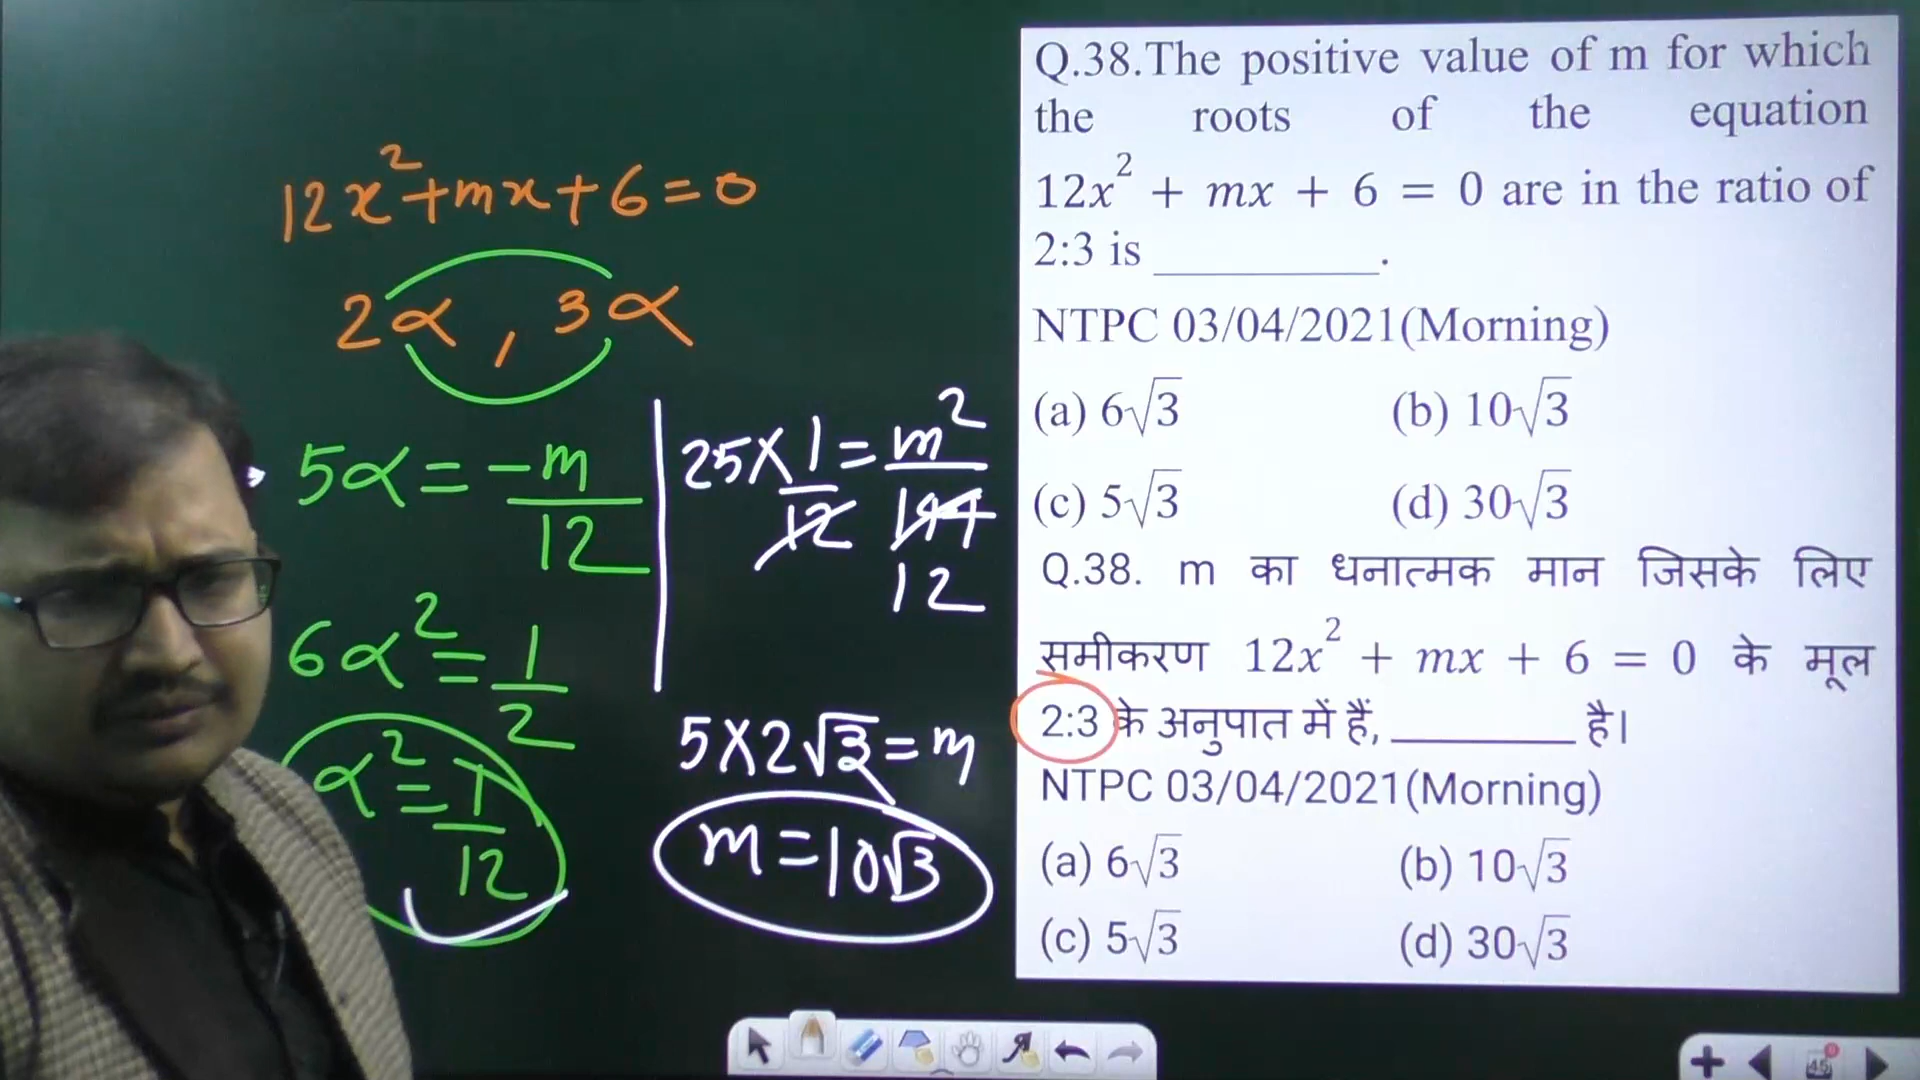 12x²+mx+6=0
2α , 3α
5α = -m/12
6α² = 1/2
α² = 1/12
25×1/12 = m²/144
12
5×2√3 = m
m = 10√3
Q.38.The positive value of m for which
the roots of the equation
12x² + mx + 6 = 0 are in the ratio of
2:3 is ________.
NTPC 03/04/2021(Morning)
(a) 6√3 (b) 10√3
(c) 5√3 (d) 30√3
Q.38. m का धनात्मक मान जिसके लिए
समीकरण 12x² + mx + 6 = 0 के मूल
2:3 के अनुपात में हैं, ________ है।
NTPC 03/04/2021(Morning)
(a) 6√3 (b) 10√3
(c) 5√3 (d) 30√3
45